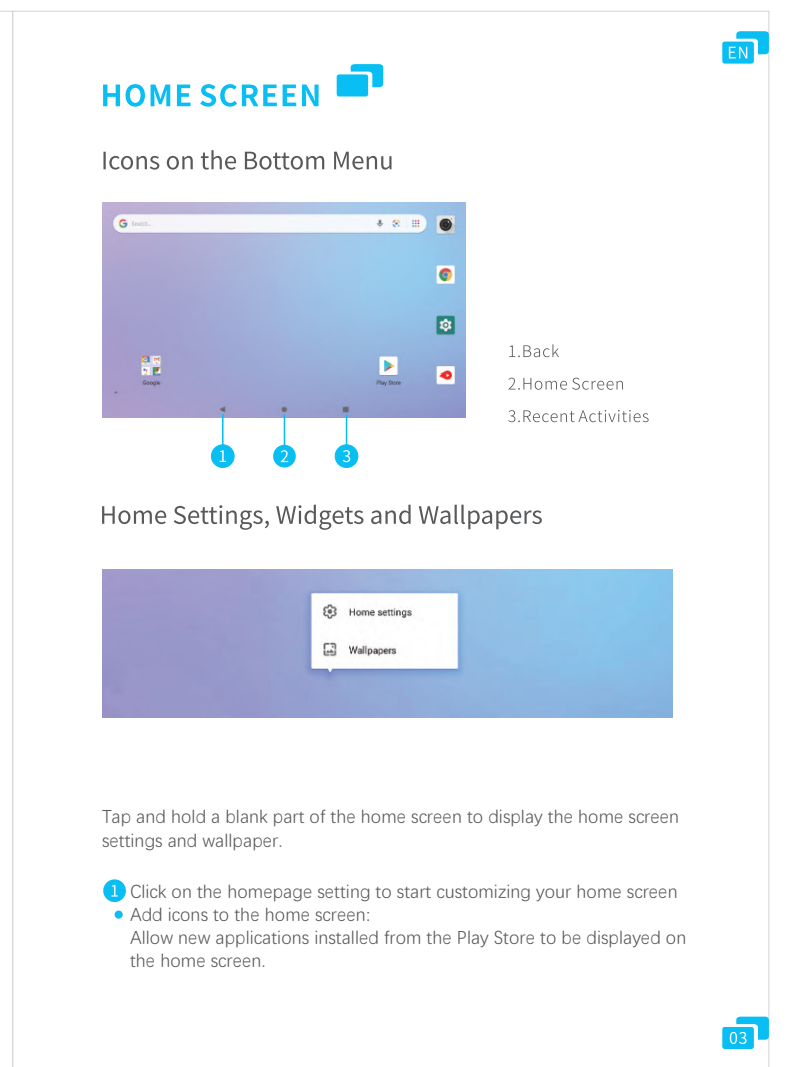 EN
HOME SCREEN
Icons on the Bottom Menu
Search...
Google
Play Store
1
2
3
1.Back
2.Home Screen
3.Recent Activities
Home Settings, Widgets and Wallpapers
Home settings
Wallpapers
Tap and hold a blank part of the home screen to display the home screen
settings and wallpaper.
1 Click on the homepage setting to start customizing your home screen
• Add icons to the home screen:
Allow new applications installed from the Play Store to be displayed on
the home screen.
03